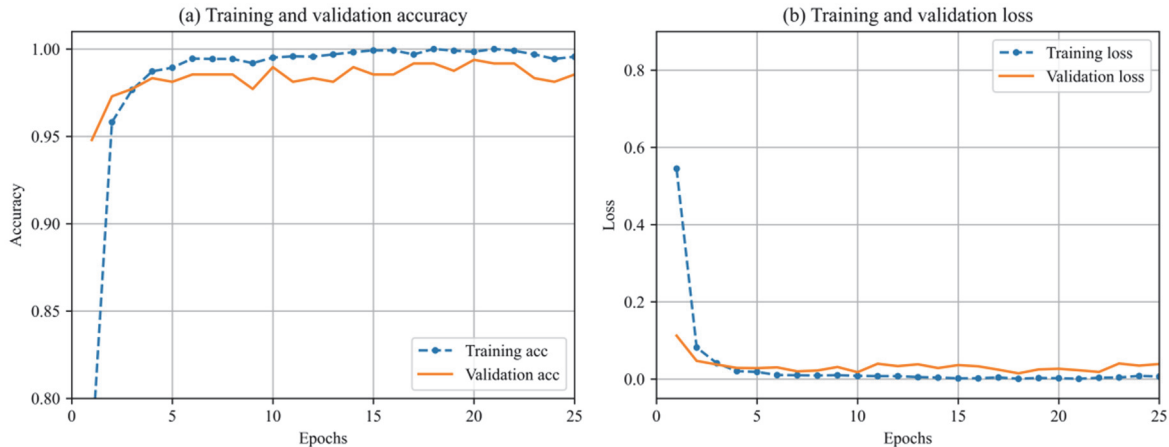 (a) Training and validation accuracy
1.00
0.95
0.90
0.85
0.80
Accuracy
0
5
10
15
20
25
Epochs
Training acc
Validation acc
(b) Training and validation loss
0.8
0.6
0.4
0.2
0.0
Loss
0
5
10
15
20
25
Epochs
Training loss
Validation loss